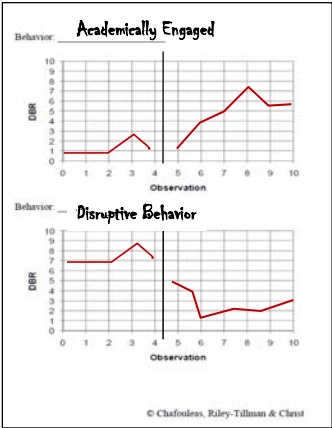 Behavior: Academically Engaged
10
9
8
7
6
5
4
3
2
1
0
DBR
0 1 2 3 4 5 6 7 8 9 10
Observation
Behavior: Disruptive Behavior
10
9
8
7
6
5
4
3
2
1
0
DBR
0 1 2 3 4 5 6 7 8 9 10
Observation
© Chafouleas, Riley-Tillman & Christ